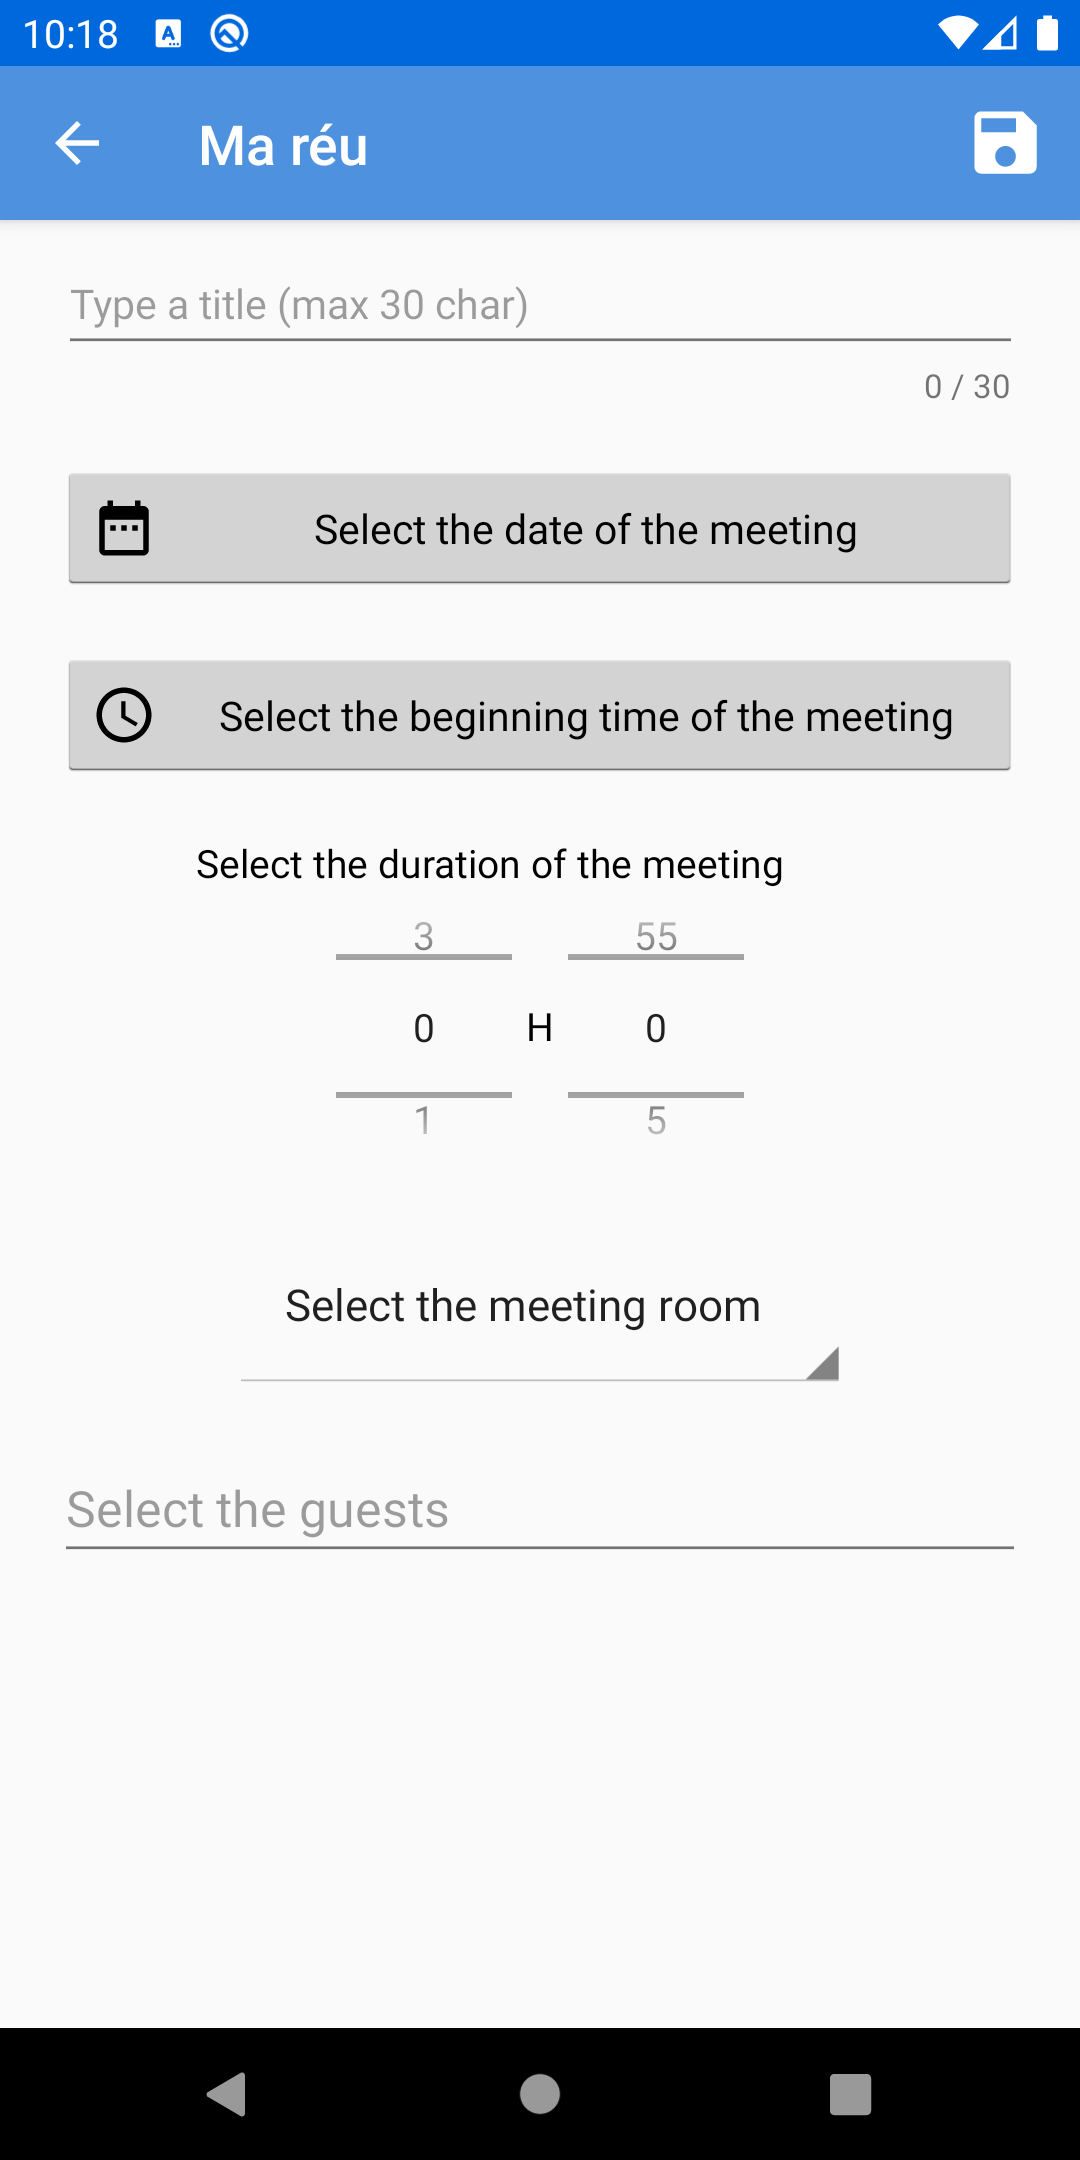 10:18
Ma réu
Type a title (max 30 char)
0 / 30
Select the date of the meeting
Select the beginning time of the meeting
Select the duration of the meeting
3 55
0 H 0
1 5
Select the meeting room
Select the guests